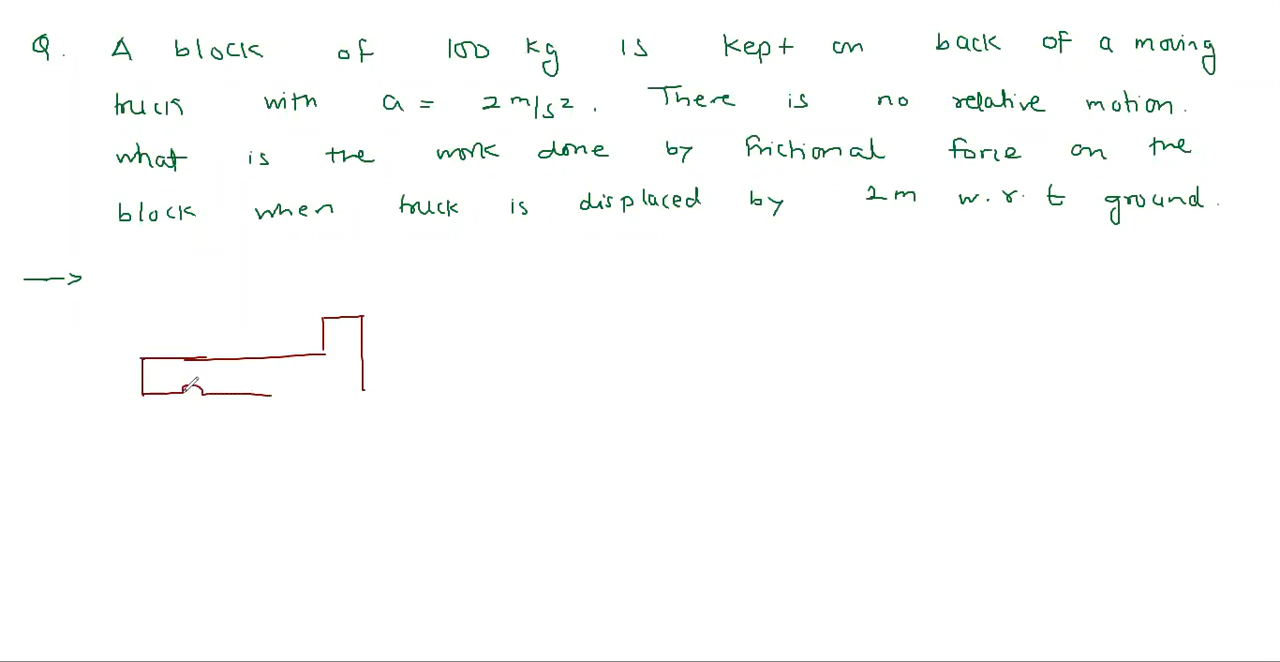 Q. A block of 100 kg is kept on back of a moving
truck with a = 2 m/s2. There is no relative motion.
what is the work done by frictional force on the
block when truck is displaced by 2m w.r.t ground.